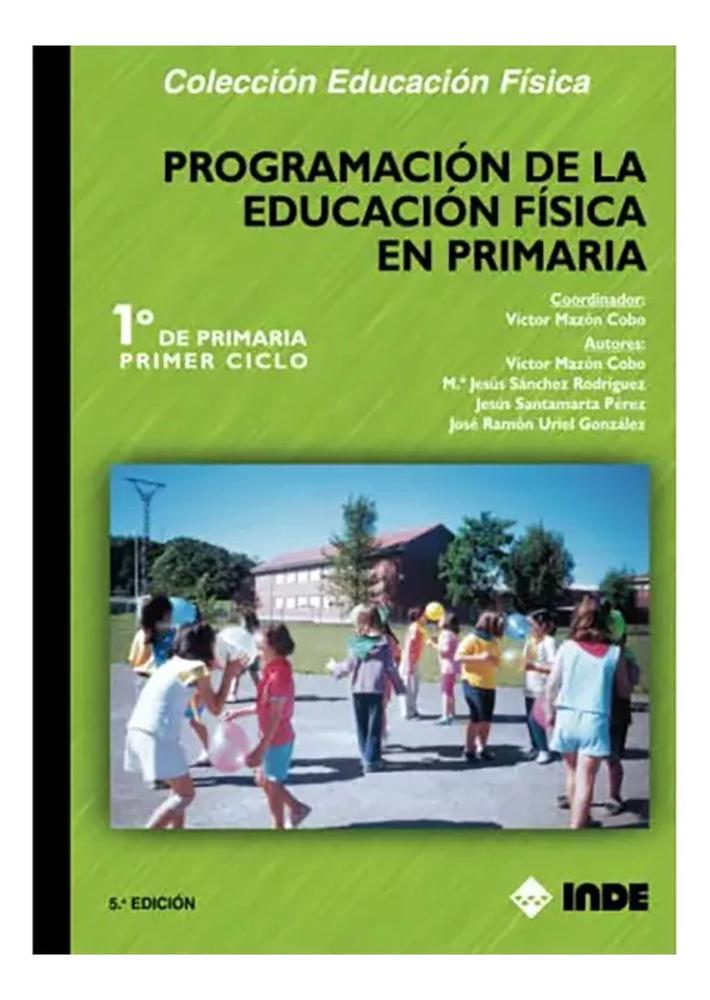 Colección Educación Física
PROGRAMACIÓN DE LA
EDUCACIÓN FÍSICA
EN PRIMARIA
1º DE PRIMARIA
PRIMER CICLO
Coordinador:
Víctor Mazón Cobo
Autores:
Víctor Mazón Cobo
M.ª Jesús Sánchez Rodríguez
Jesús Santamarta Pérez
José Ramón Uriel González
5.ª EDICIÓN
INDE